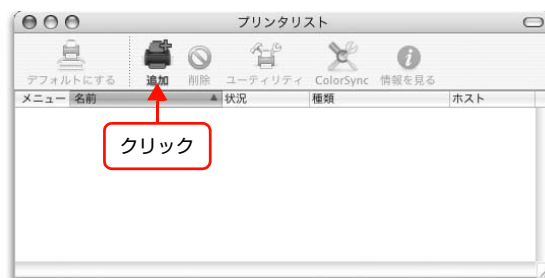 プリンタリスト
デフォルトにする 追加 削除 ユーティリティ ColorSync 情報を見る
メニュー 名前 状況 種類 ホスト
クリック